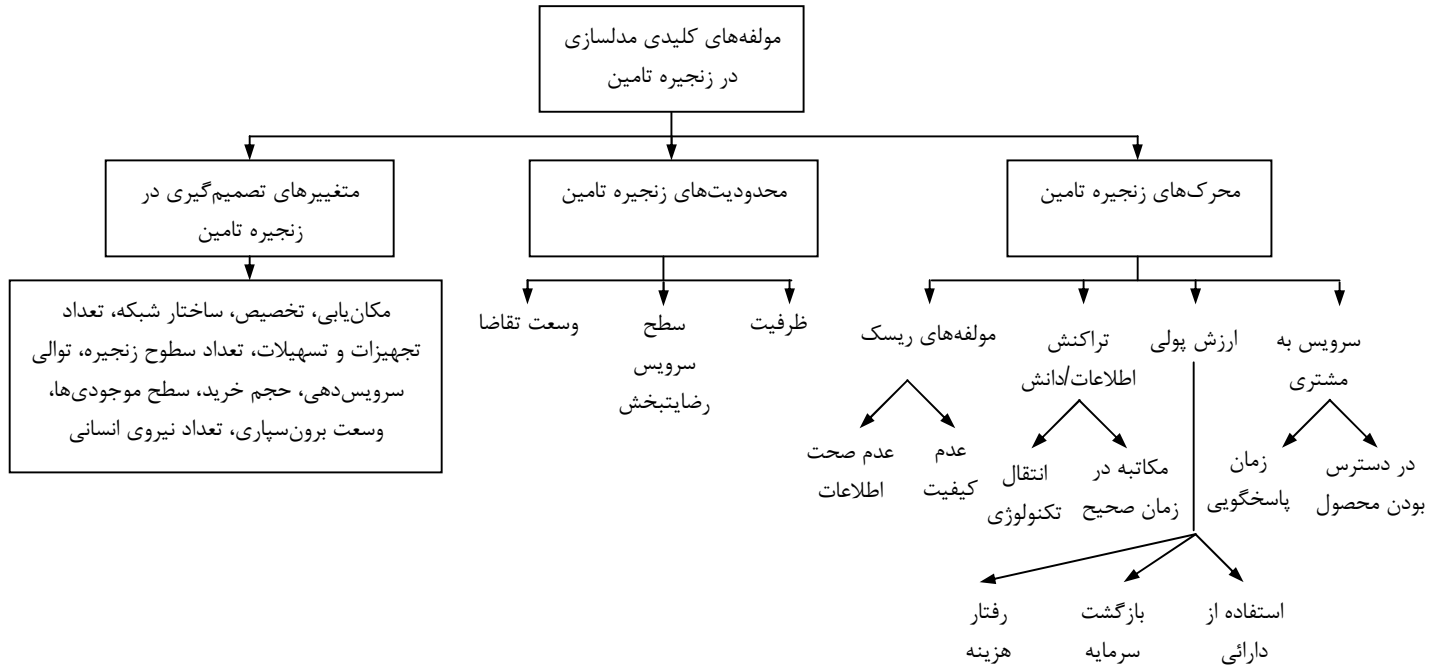 مولفه‌های کلیدی مدلسازی
در زنجیره تامین
محرک‌های زنجیره تامین
محدودیت‌های زنجیره تامین
متغییرهای تصمیم‌گیری در
زنجیره تامین
سرویس به
مشتری
ارزش پولی
تراکنش
اطلاعات/دانش
مولفه‌های ریسک
ظرفیت
سطح
سرویس
رضایتبخش
وسعت تقاضا
مکان‌یابی، تخصیص، ساختار شبکه، تعداد
تجهیزات و تسهیلات، تعداد سطوح زنجیره، توالی
سرویس‌دهی، حجم خرید، سطح موجودی‌ها،
وسعت برون‌سپاری، تعداد نیروی انسانی
در دسترس
بودن محصول
زمان
پاسخگویی
مکاتبه در
زمان صحیح
انتقال
تکنولوژی
عدم
کیفیت
عدم صحت
اطلاعات
استفاده از
دارائی
بازگشت
سرمایه
رفتار
هزینه